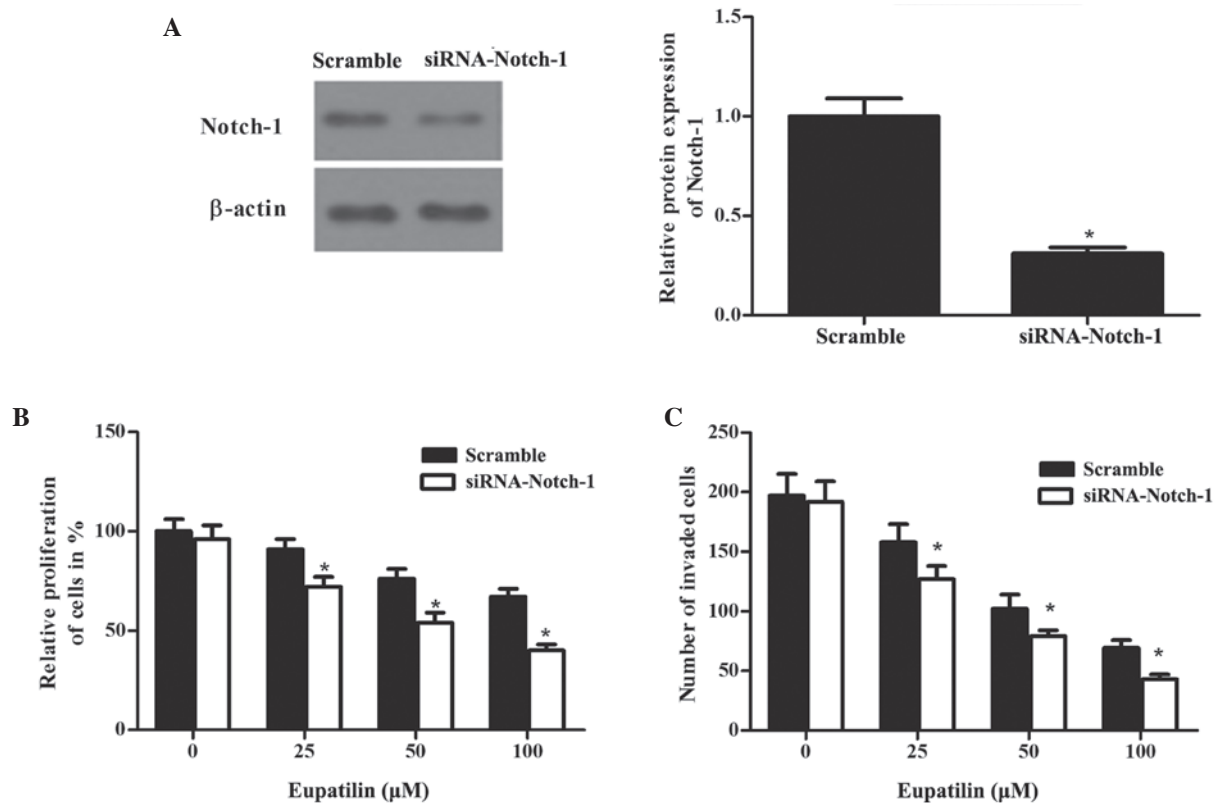 A
Scramble siRNA-Notch-1
Notch-1
β-actin
Relative protein expression
of Notch-1
1.5
1.0
0.5
0.0
*
Scramble siRNA-Notch-1
B
Relative proliferation
of cells in %
150
100
50
0
Scramble
siRNA-Notch-1
*
*
*
0 25 50 100
Eupatilin (μM)
C
Number of invaded cells
250
200
150
100
50
0
Scramble
siRNA-Notch-1
*
*
*
0 25 50 100
Eupatilin (μM)